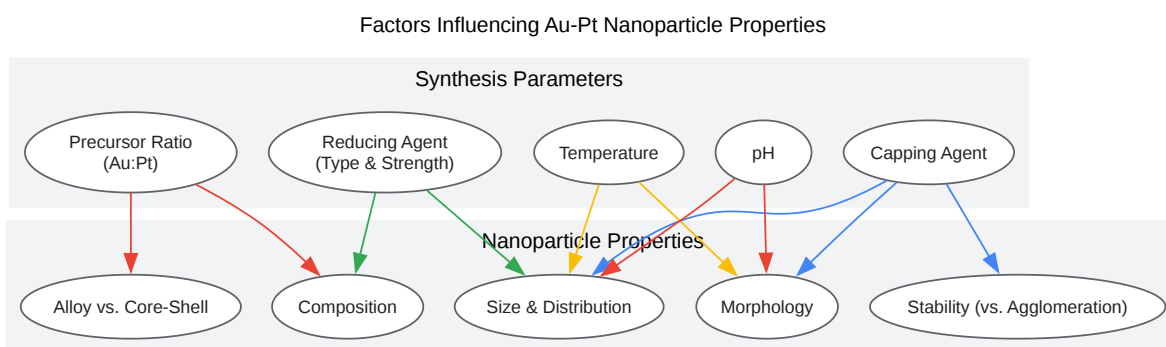 Factors Influencing Au-Pt Nanoparticle Properties
Synthesis Parameters
Precursor Ratio
(Au:Pt)
Reducing Agent
(Type & Strength)
Temperature
pH
Capping Agent
Nanoparticle Properties
Alloy vs. Core-Shell
Composition
Size & Distribution
Morphology
Stability (vs. Agglomeration)